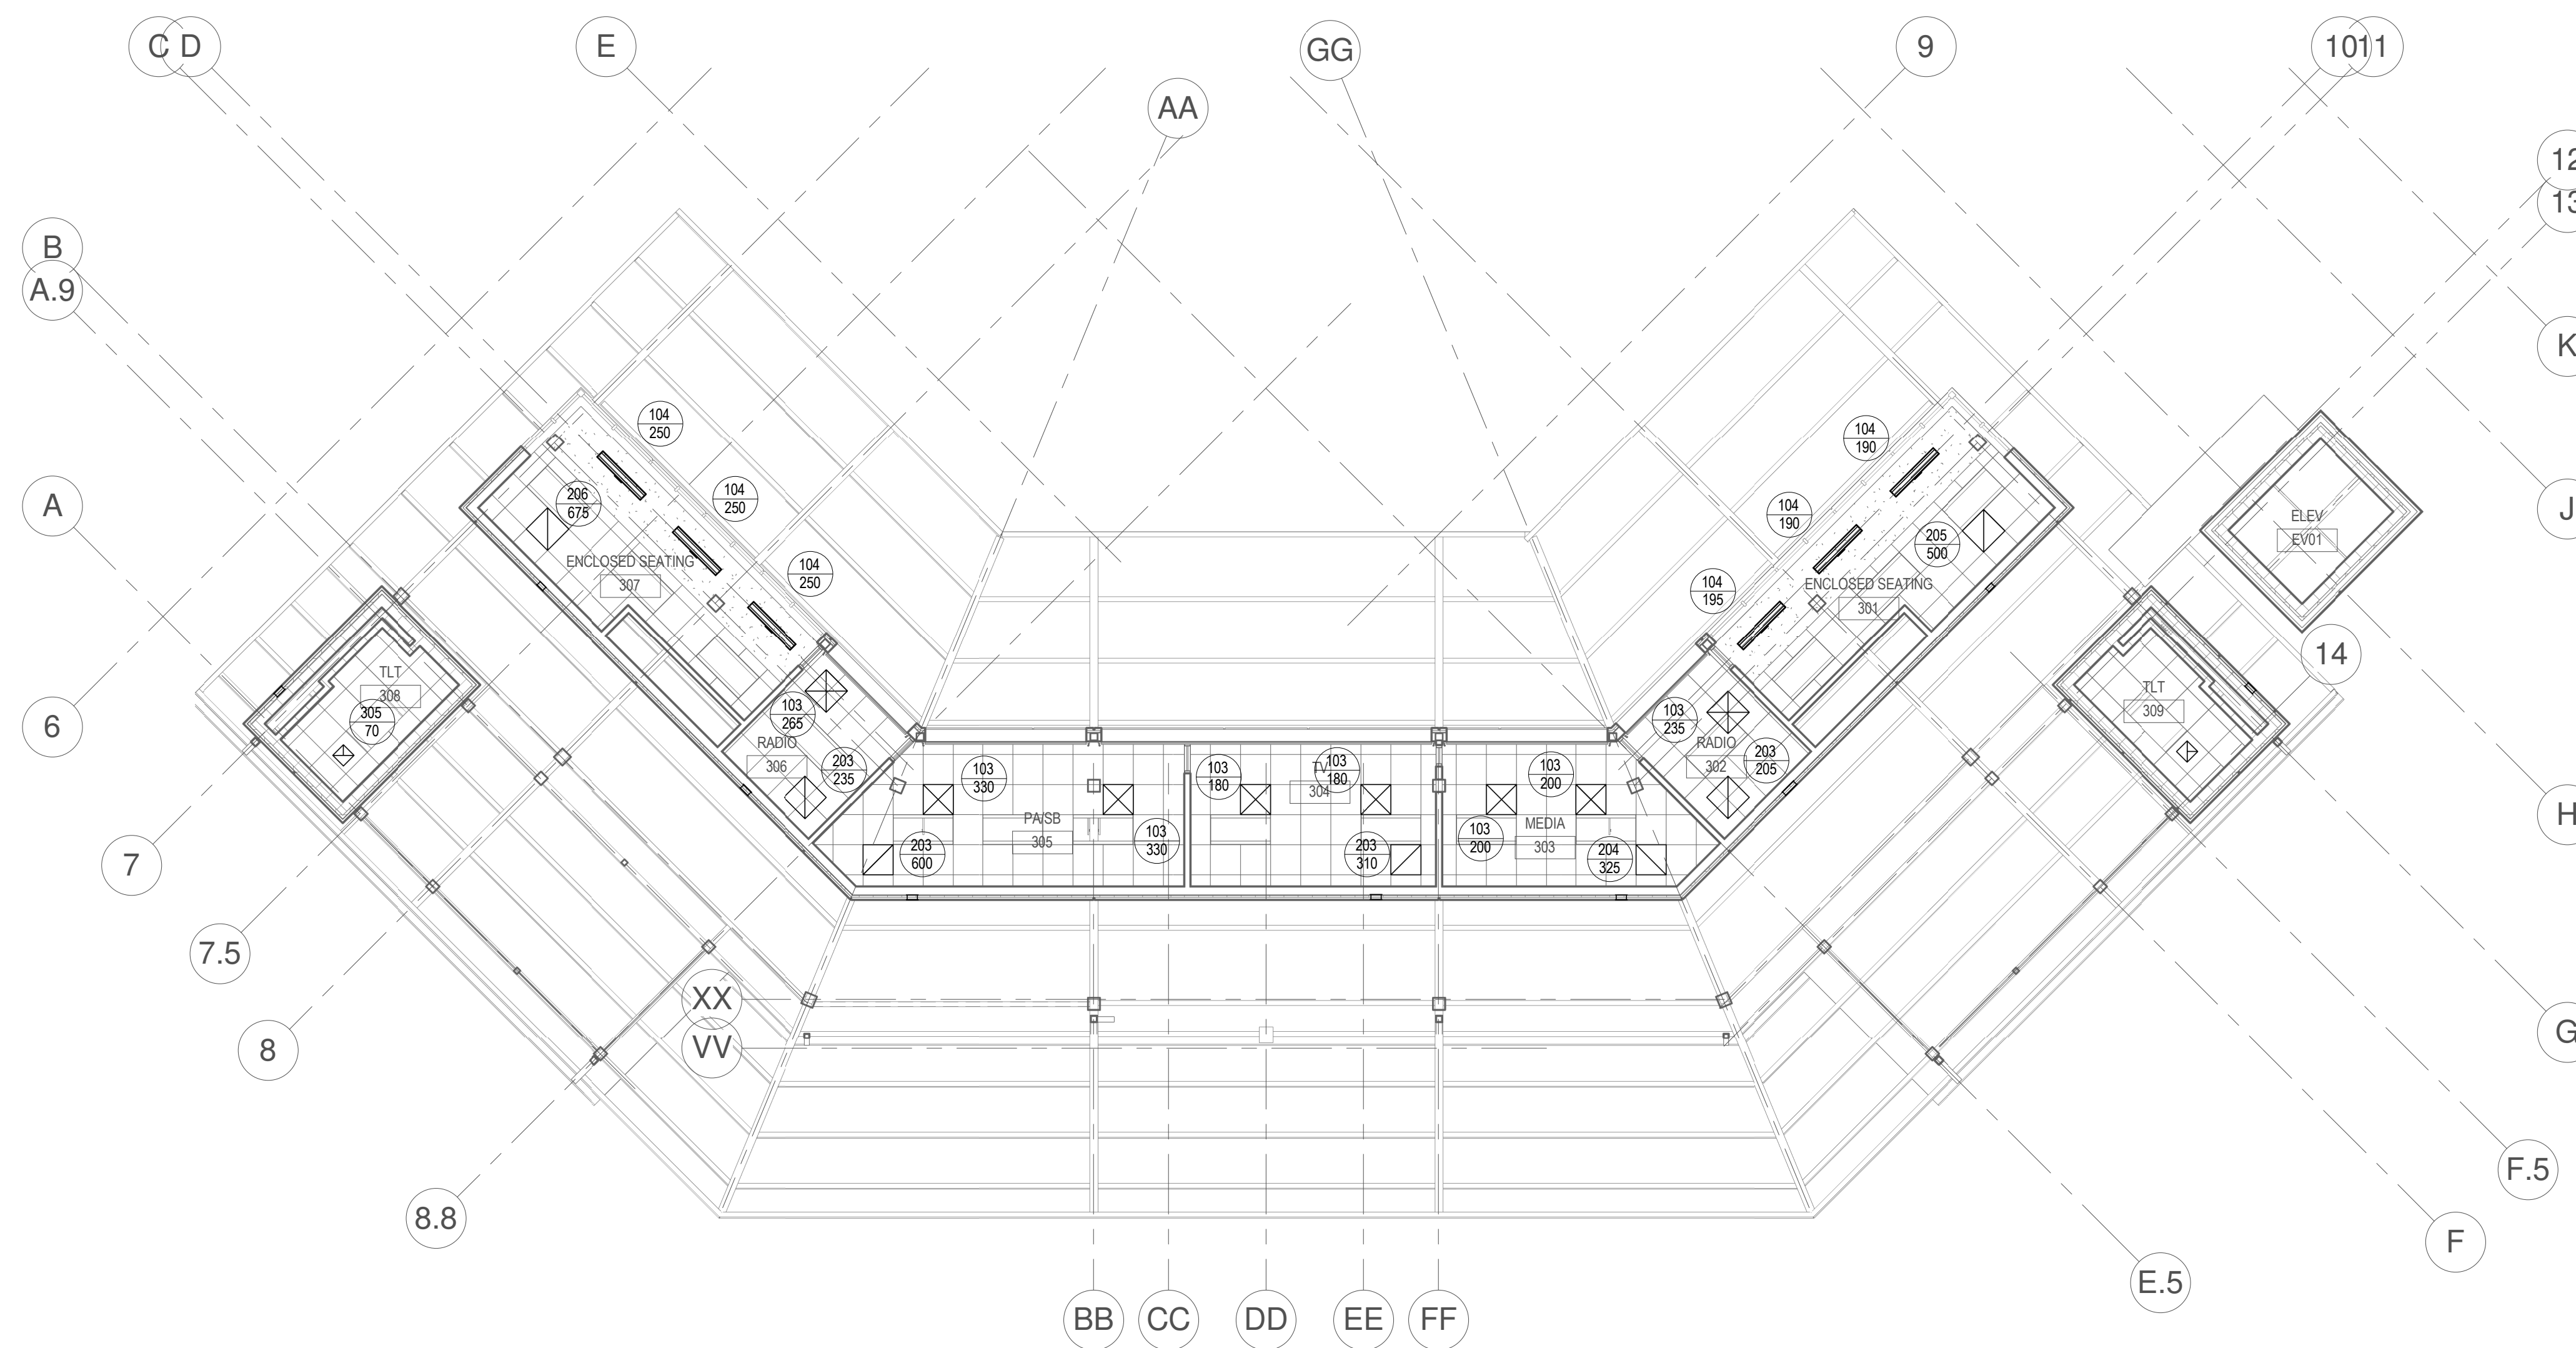 C
D
E
AA
GG
9
10
11
12
13
B
A.9
A
6
7
7.5
8
8.8
K
J
H
G
F.5
F
E.5
14
XX
VV
BB
CC
DD
EE
FF
104
250
104
250
104
250
206
675
ENCLOSED SEATING
307
TLT
308
305
70
103
265
RADIO
306
203
235
103
330
PA/SB
305
203
600
103
330
103
180
TV
304
103
180
203
310
103
200
103
200
MEDIA
303
204
325
103
235
RADIO
302
203
205
104
190
104
190
104
195
205
500
ENCLOSED SEATING
301
TLT
309
ELEV
EV01